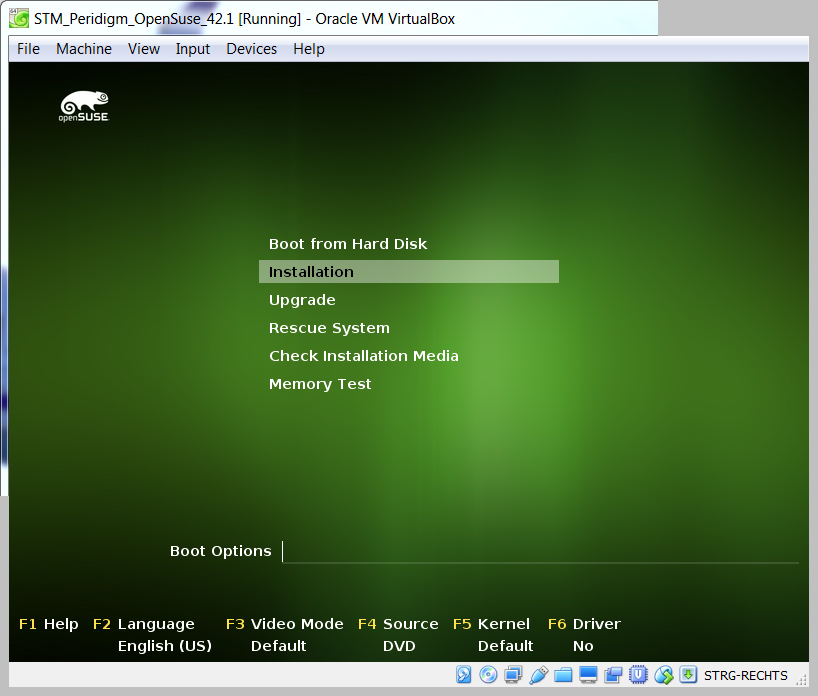 STM_Peridigm_OpenSuse_42.1 [Running] - Oracle VM VirtualBox
File Machine View Input Devices Help
openSUSE
Boot from Hard Disk
Installation
Upgrade
Rescue System
Check Installation Media
Memory Test
Boot Options
F1 Help F2 Language F3 Video Mode F4 Source F5 Kernel F6 Driver
English (US) Default DVD Default No
STRG-RECHTS